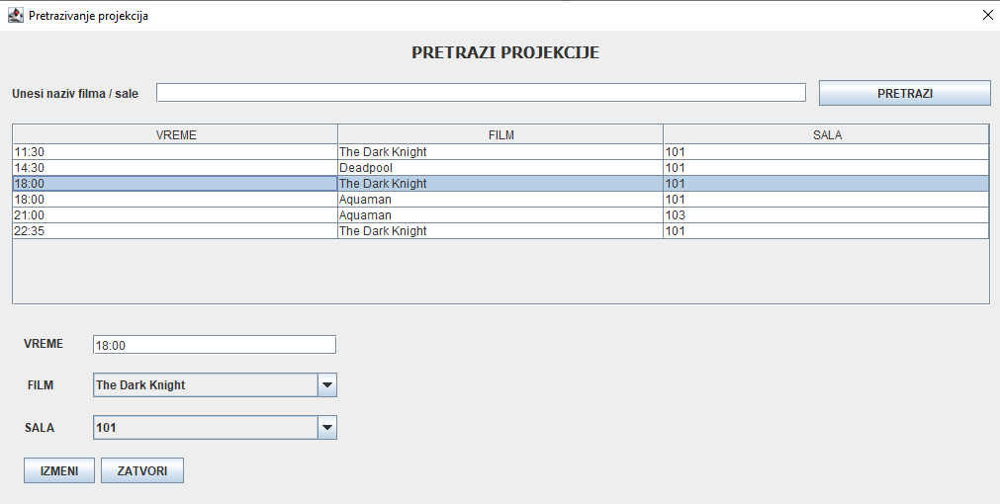 Pretrazivanje projekcija
PRETRAZI PROJEKCIJE
Unesi naziv filma / sale PRETRAZI
VREME FILM SALA
11:30 The Dark Knight 101
14:30 Deadpool 101
18:00 The Dark Knight 101
18:00 Aquaman 101
21:00 Aquaman 103
22:35 The Dark Knight 101
VREME 18:00
FILM The Dark Knight
SALA 101
IZMENI ZATVORI